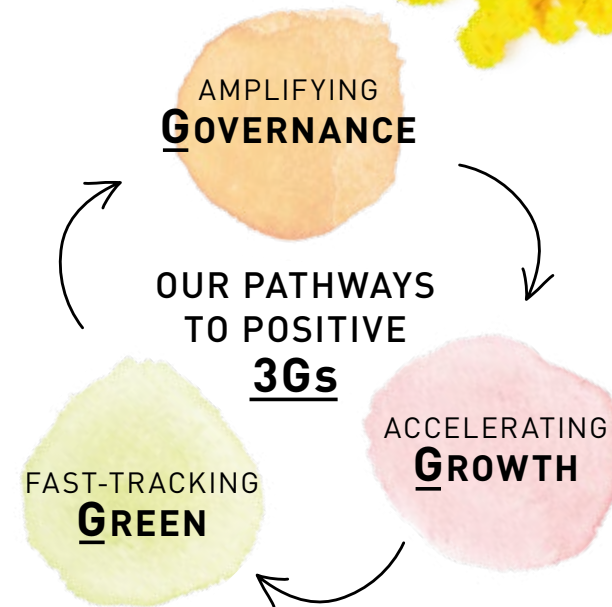 AMPLIFYING
GOVERNANCE
OUR PATHWAYS
TO POSITIVE
3Gs
ACCELERATING
GROWTH
FAST-TRACKING
GREEN